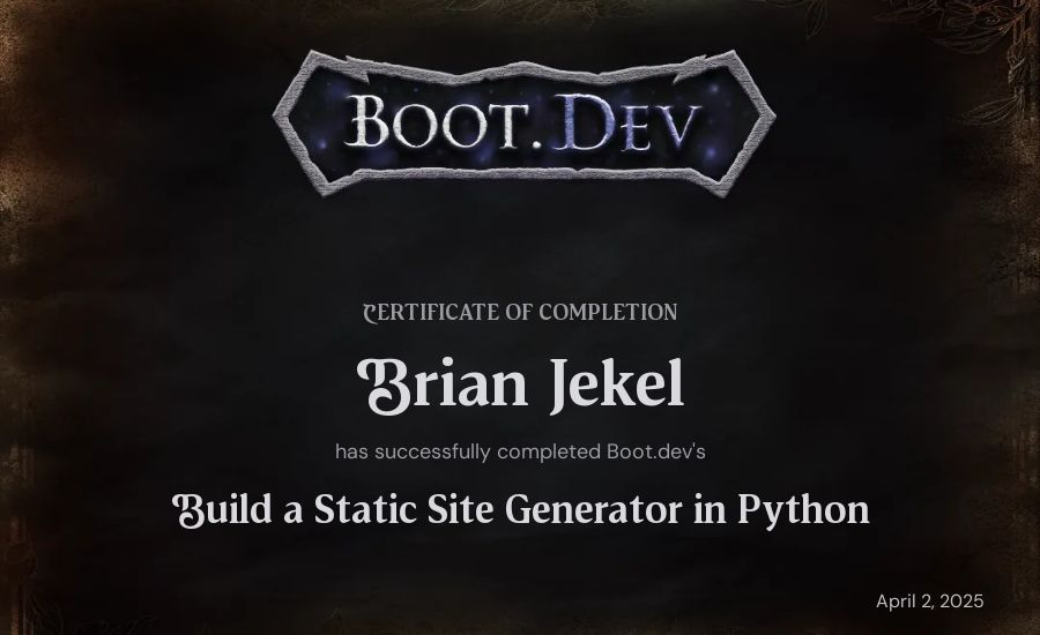 BOOT.DEV
CERTIFICATE OF COMPLETION
Brian Jekel
has successfully completed Boot.dev's
Build a Static Site Generator in Python
April 2, 2025